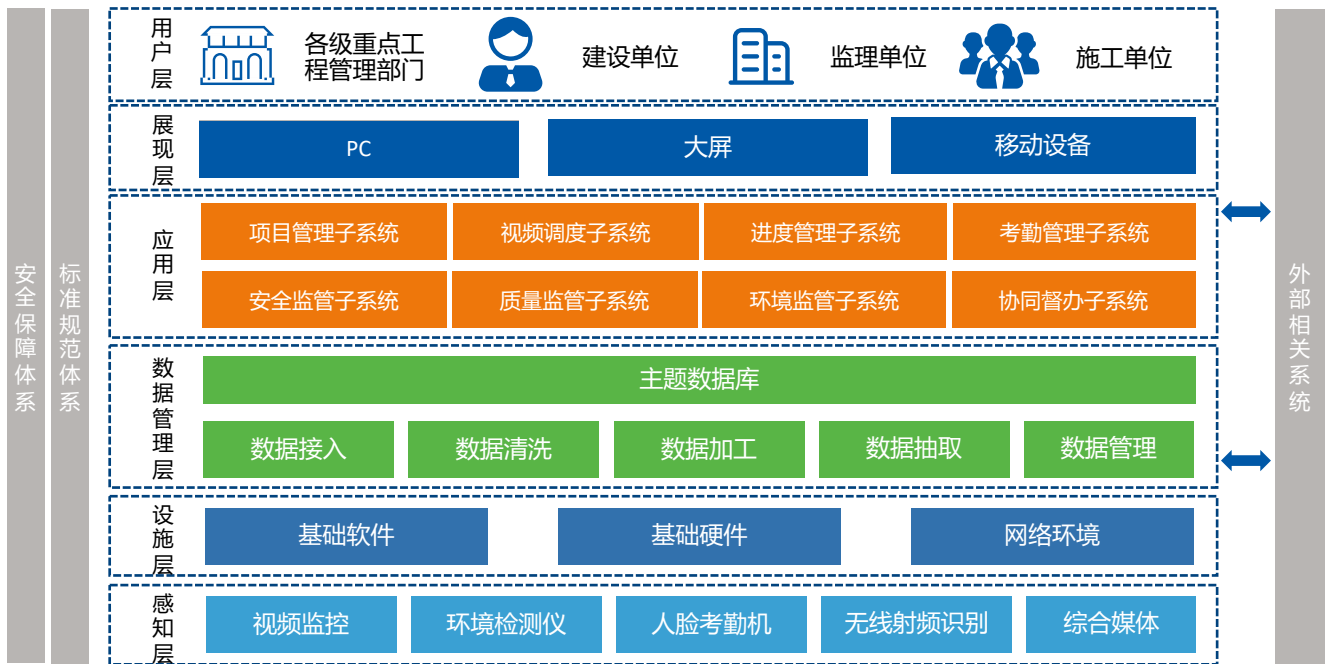 安全保障体系
标准规范体系
用户层
各级重点工
程管理部门
建设单位
监理单位
施工单位
展现层
PC
大屏
移动设备
应用层
项目管理子系统
视频调度子系统
进度管理子系统
考勤管理子系统
安全监管子系统
质量监管子系统
环境监管子系统
协同督办子系统
数据管理层
主题数据库
数据接入
数据清洗
数据加工
数据抽取
数据管理
设施层
基础软件
基础硬件
网络环境
感知层
视频监控
环境检测仪
人脸考勤机
无线射频识别
综合媒体
外部相关系统